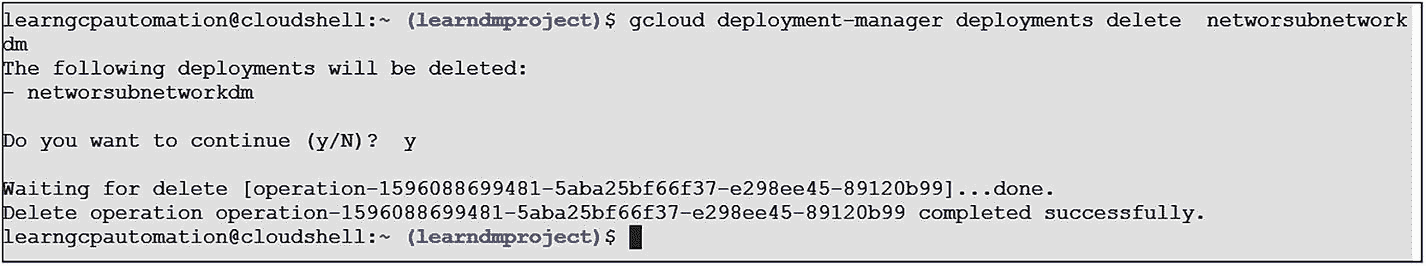 learngcpautomation@cloudshell:~ (learndmproject)$ gcloud deployment-manager deployments delete  networsubnetwork
dm
The following deployments will be deleted:
- networsubnetworkdm
Do you want to continue (y/N)?  y
Waiting for delete [operation-1596088699481-5aba25bf66f37-e298ee45-89120b99]...done.
Delete operation operation-1596088699481-5aba25bf66f37-e298ee45-89120b99 completed successfully.
learngcpautomation@cloudshell:~ (learndmproject)$